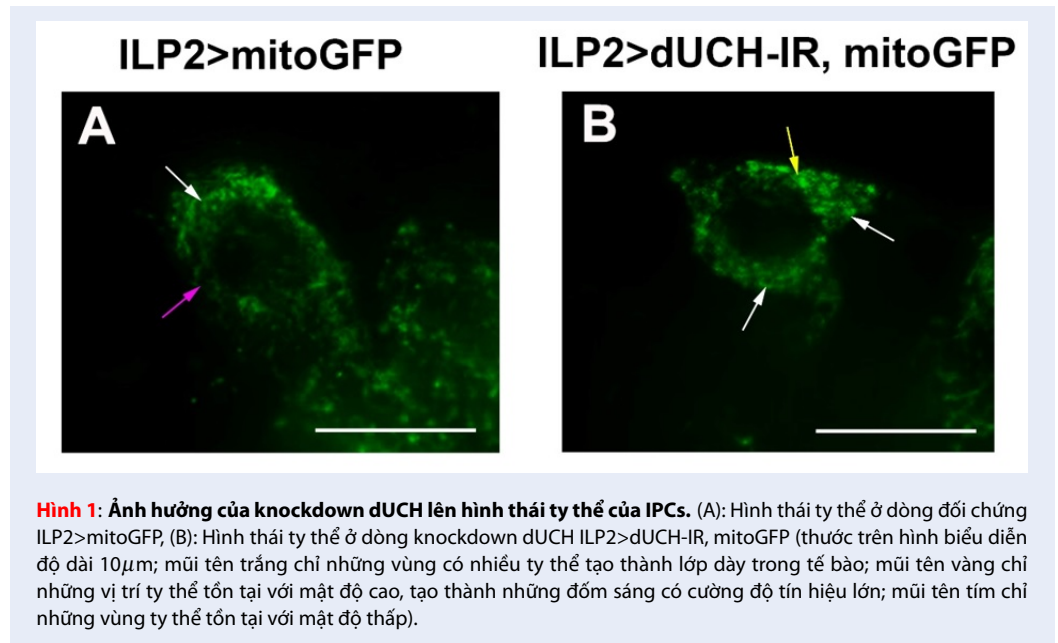 ILP2>mitoGFP
ILP2>dUCH-IR, mitoGFP
A
B
Hình 1: Ảnh hưởng của knockdown dUCH lên hình thái ty thể của IPCs. (A): Hình thái ty thể ở dòng đối chứng
ILP2>mitoGFP, (B): Hình thái ty thể ở dòng knockdown dUCH ILP2>dUCH-IR, mitoGFP (thước trên hình biểu diễn
độ dài 10μm; mũi tên trắng chỉ những vùng có nhiều ty thể tạo thành lớp dày trong tế bào; mũi tên vàng chỉ
những vị trí ty thể tồn tại với mật độ cao, tạo thành những đốm sáng có cường độ tín hiệu lớn; mũi tên tím chỉ
những vùng ty thể tồn tại với mật độ thấp).